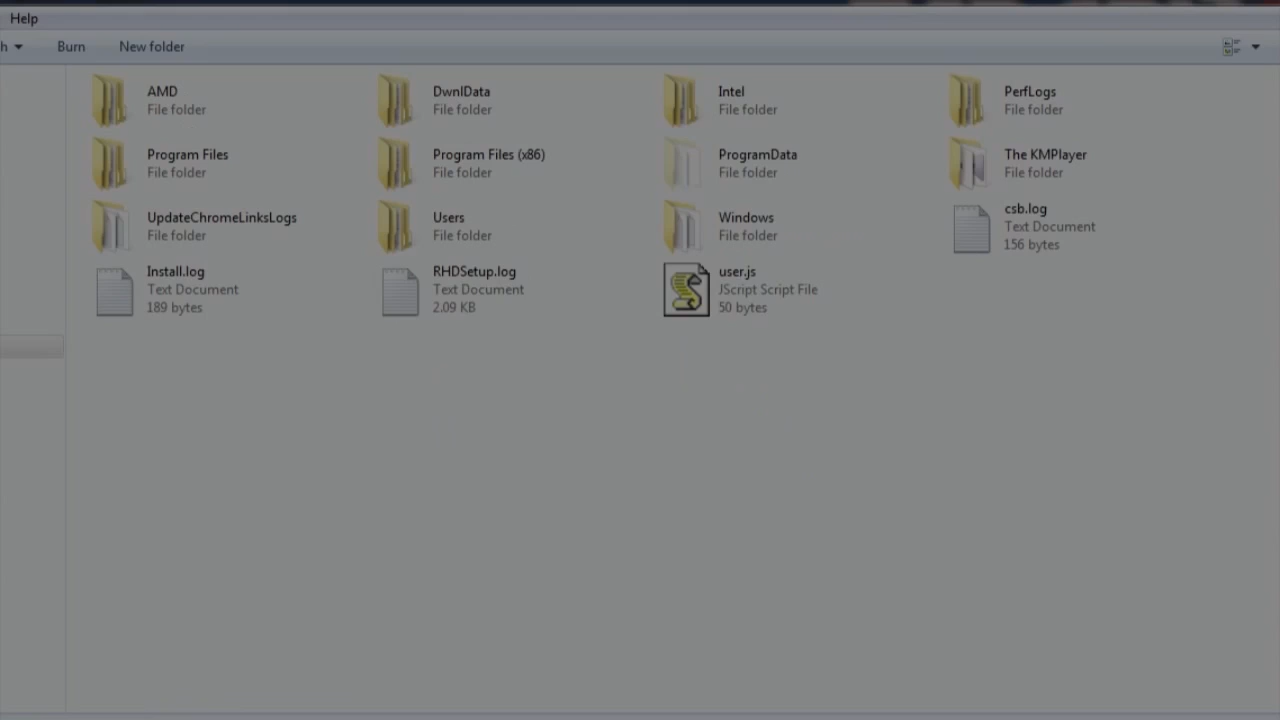 Help
h Burn New folder
AMD
File folder
DwnlData
File folder
Intel
File folder
PerfLogs
File folder
Program Files
File folder
Program Files (x86)
File folder
ProgramData
File folder
The KMPlayer
File folder
UpdateChromeLinksLogs
File folder
Users
File folder
Windows
File folder
csb.log
Text Document
156 bytes
Install.log
Text Document
189 bytes
RHDSetup.log
Text Document
2.09 KB
user.js
JScript Script File
50 bytes